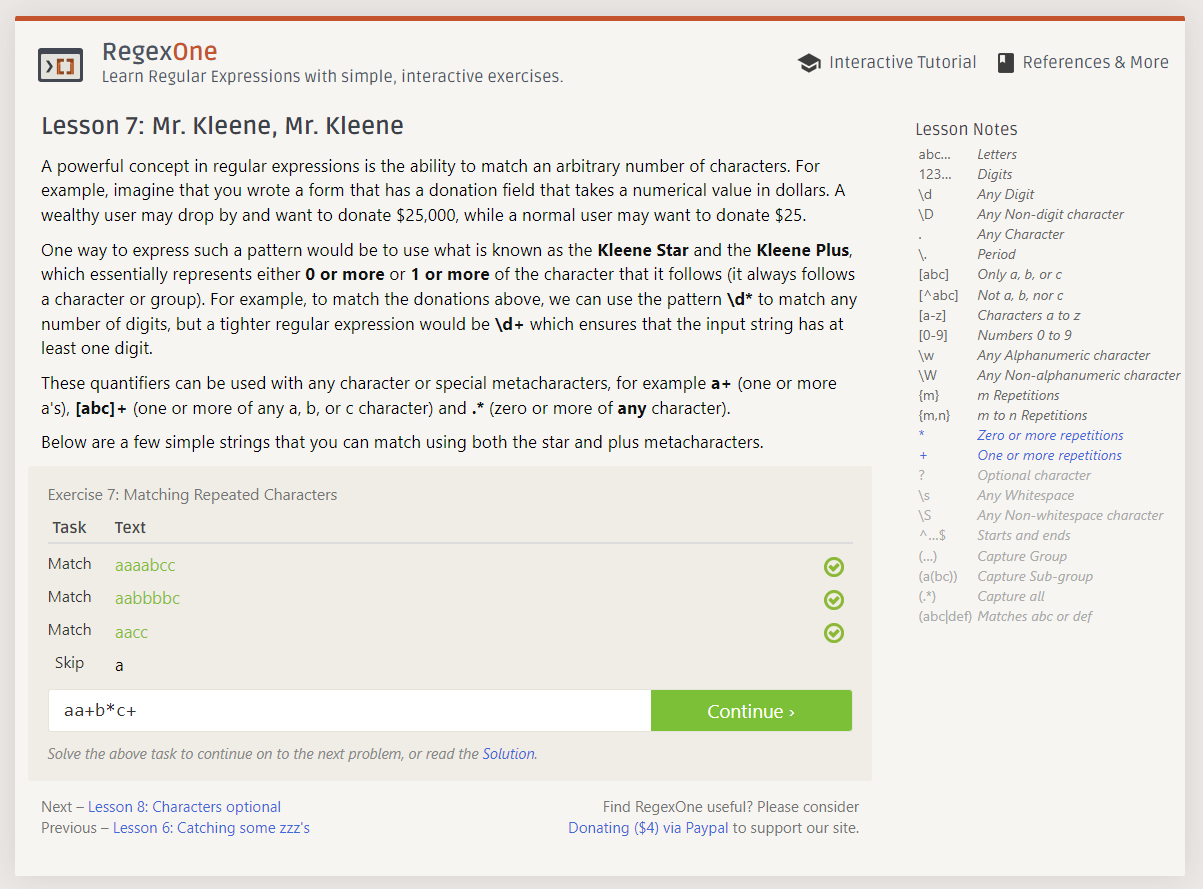 RegexOne
Learn Regular Expressions with simple, interactive exercises.
Interactive Tutorial
References & More
Lesson 7: Mr. Kleene, Mr. Kleene
A powerful concept in regular expressions is the ability to match an arbitrary number of characters. For
example, imagine that you wrote a form that has a donation field that takes a numerical value in dollars. A
wealthy user may drop by and want to donate $25,000, while a normal user may want to donate $25.
One way to express such a pattern would be to use what is known as the Kleene Star and the Kleene Plus,
which essentially represents either 0 or more or 1 or more of the character that it follows (it always follows
a character or group). For example, to match the donations above, we can use the pattern \d* to match any
number of digits, but a tighter regular expression would be \d+ which ensures that the input string has at
least one digit.
These quantifiers can be used with any character or special metacharacters, for example a+ (one or more
a's), [abc]+ (one or more of any a, b, or c character) and .* (zero or more of any character).
Below are a few simple strings that you can match using both the star and plus metacharacters.
Exercise 7: Matching Repeated Characters
Task Text
Match aaaabcc
Match aabbbbc
Match aacc
Skip a
aa+b*c+
Continue ›
Solve the above task to continue on to the next problem, or read the Solution.
Next – Lesson 8: Characters optional
Previous – Lesson 6: Catching some zzz's
Find RegexOne useful? Please consider
Donating ($4) via Paypal to support our site.
Lesson Notes
abc... Letters
123... Digits
\d Any Digit
\D Any Non-digit character
. Any Character
\. Period
[abc] Only a, b, or c
[^abc] Not a, b, nor c
[a-z] Characters a to z
[0-9] Numbers 0 to 9
\w Any Alphanumeric character
\W Any Non-alphanumeric character
{m} m Repetitions
{m,n} m to n Repetitions
* Zero or more repetitions
+ One or more repetitions
? Optional character
\s Any Whitespace
\S Any Non-whitespace character
^...$ Starts and ends
(...) Capture Group
(a(bc)) Capture Sub-group
(.*) Capture all
(abc|def) Matches abc or def